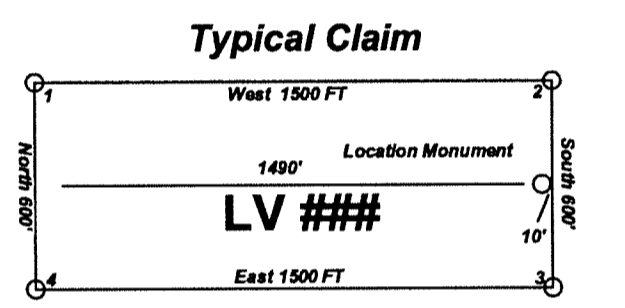 Typical Claim
1
West 1500 FT
2
North 600'
Location Monument
1490'
South 600'
LV ###
10'
4
East 1500 FT
3